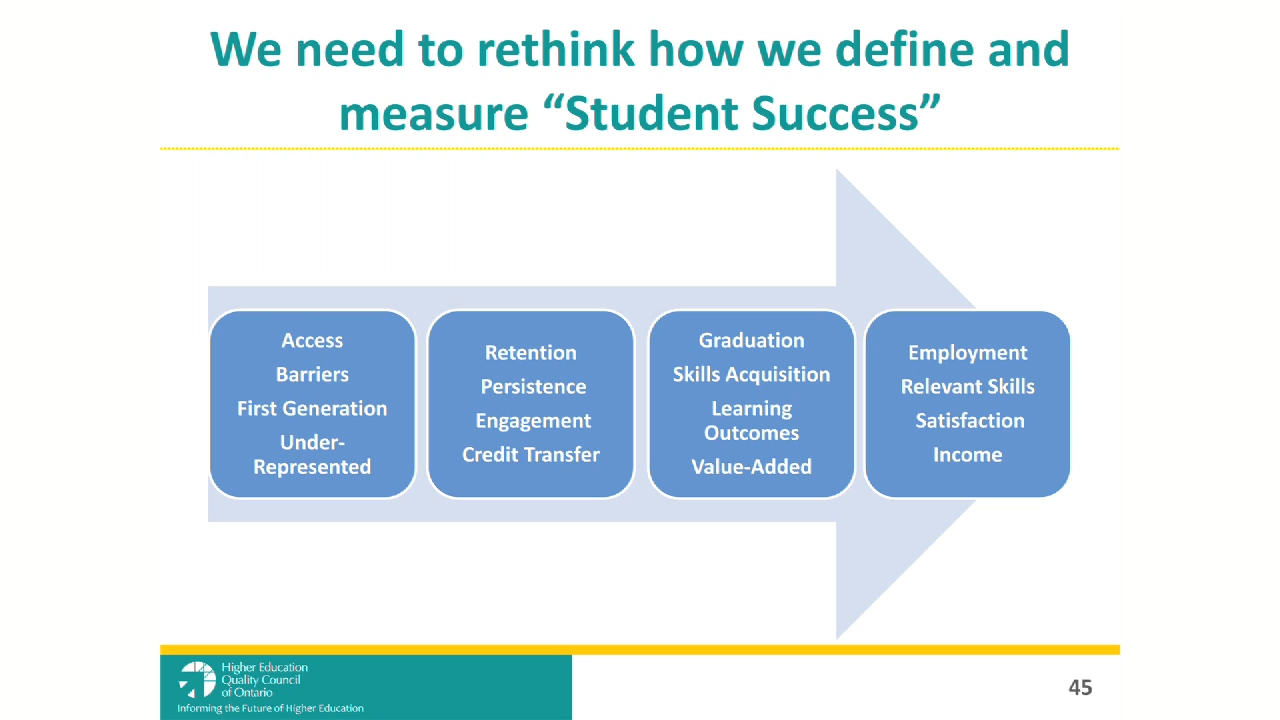 We need to rethink how we define and
measure “Student Success”
Access
Barriers
First Generation
Under-
Represented
Retention
Persistence
Engagement
Credit Transfer
Graduation
Skills Acquisition
Learning
Outcomes
Value-Added
Employment
Relevant Skills
Satisfaction
Income
Higher Education
Quality Council
of Ontario
Informing the Future of Higher Education
45